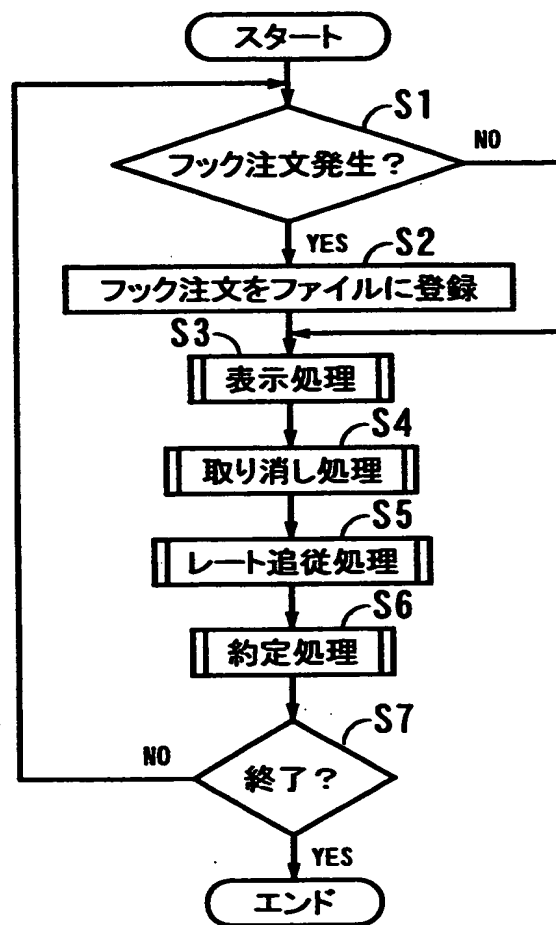 スタート
S1
フック注文発生?
NO
YES
S2
フック注文をファイルに登録
S3
表示処理
S4
取り消し処理
S5
レート追従処理
S6
約定処理
S7
終了?
NO
YES
エンド